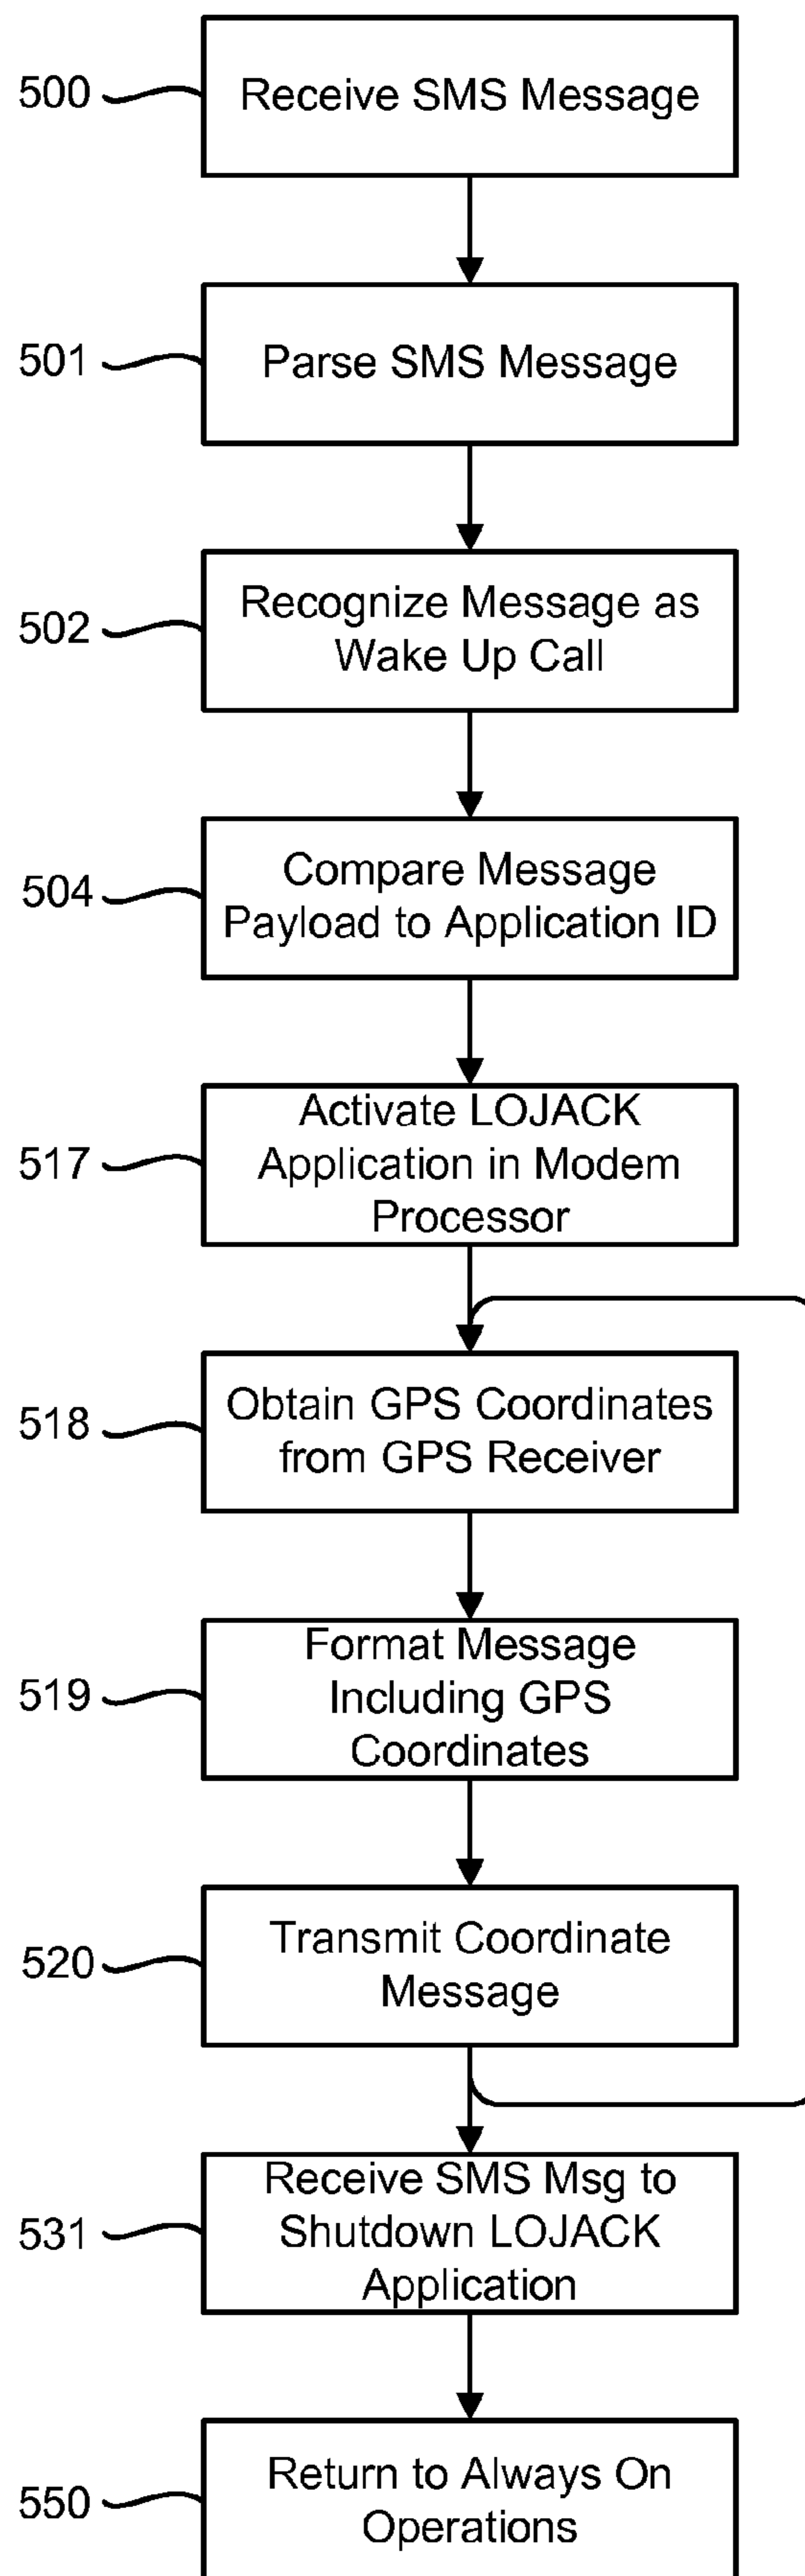 500
Receive SMS Message
501
Parse SMS Message
502
Recognize Message as
Wake Up Call
504
Compare Message
Payload to Application ID
517
Activate LOJACK
Application in Modem
Processor
518
Obtain GPS Coordinates
from GPS Receiver
519
Format Message
Including GPS
Coordinates
520
Transmit Coordinate
Message
531
Receive SMS Msg to
Shutdown LOJACK
Application
550
Return to Always On
Operations